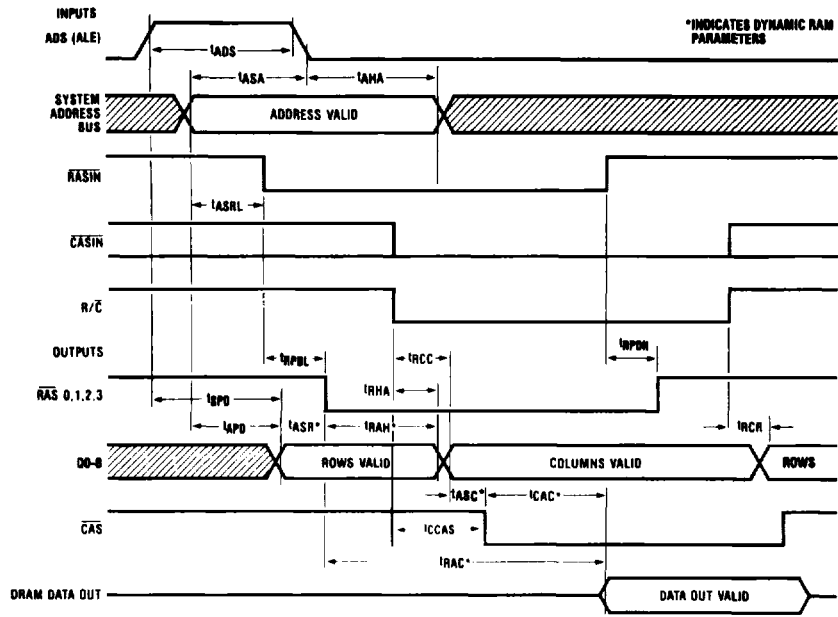 INPUTS
ADS (ALE)
*INDICATES DYNAMIC RAM
PARAMETERS
tADS
tASA
tAHA
SYSTEM
ADDRESS
BUS
ADDRESS VALID
RASIN
tASRL
CASIN
R/C
OUTPUTS
tRPDL
tRCC
tRPDH
RAS 0,1,2,3
tRHA
tSPD
tAPD
tASR*
tRAH*
tRCR
ROWS VALID
COLUMNS VALID
ROWS
tASC*
tCAC*
CAS
tCCAS
tRAC*
DRAM DATA OUT
DATA OUT VALID